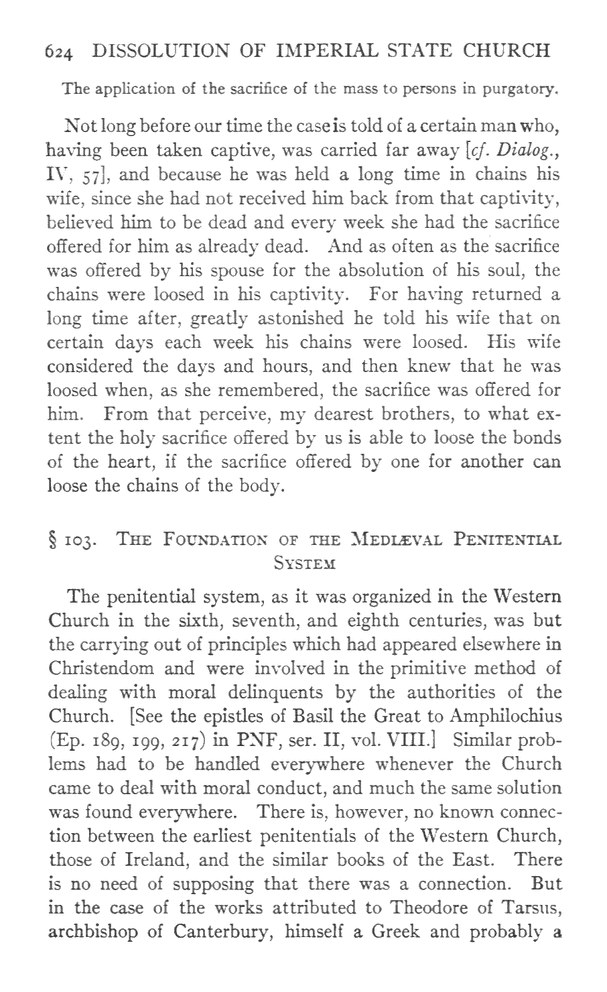 624 DISSOLUTION OF IMPERIAL STATE CHURCH
The application of the sacrifice of the mass to persons in purgatory.
Not long before our time the case is told of a certain man who,
having been taken captive, was carried far away [cf. Dialog.,
IV, 57], and because he was held a long time in chains his
wife, since she had not received him back from that captivity,
believed him to be dead and every week she had the sacrifice
offered for him as already dead. And as often as the sacrifice
was offered by his spouse for the absolution of his soul, the
chains were loosed in his captivity. For having returned a
long time after, greatly astonished he told his wife that on
certain days each week his chains were loosed. His wife
considered the days and hours, and then knew that he was
loosed when, as she remembered, the sacrifice was offered for
him. From that perceive, my dearest brothers, to what ex-
tent the holy sacrifice offered by us is able to loose the bonds
of the heart, if the sacrifice offered by one for another can
loose the chains of the body.
§ 103. The Foundation of the Mediæval Penitential
System
The penitential system, as it was organized in the Western
Church in the sixth, seventh, and eighth centuries, was but
the carrying out of principles which had appeared elsewhere in
Christendom and were involved in the primitive method of
dealing with moral delinquents by the authorities of the
Church. [See the epistles of Basil the Great to Amphilochius
(Ep. 189, 199, 217) in PNF, ser. II, vol. VIII.] Similar prob-
lems had to be handled everywhere whenever the Church
came to deal with moral conduct, and much the same solution
was found everywhere. There is, however, no known connec-
tion between the earliest penitentials of the Western Church,
those of Ireland, and the similar books of the East. There
is no need of supposing that there was a connection. But
in the case of the works attributed to Theodore of Tarsus,
archbishop of Canterbury, himself a Greek and probably a